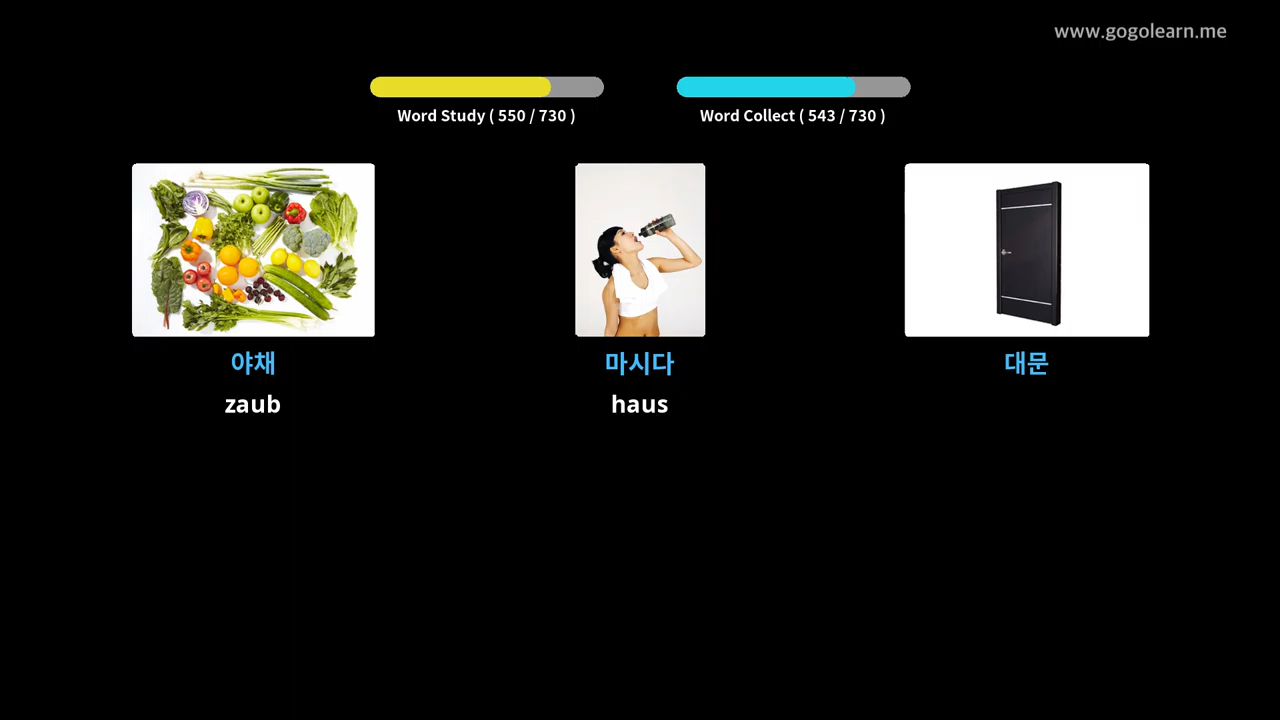 www.gogolearn.me
Word Study ( 550 / 730 )
Word Collect ( 543 / 730 )
야채
마시다
대문
zaub
haus